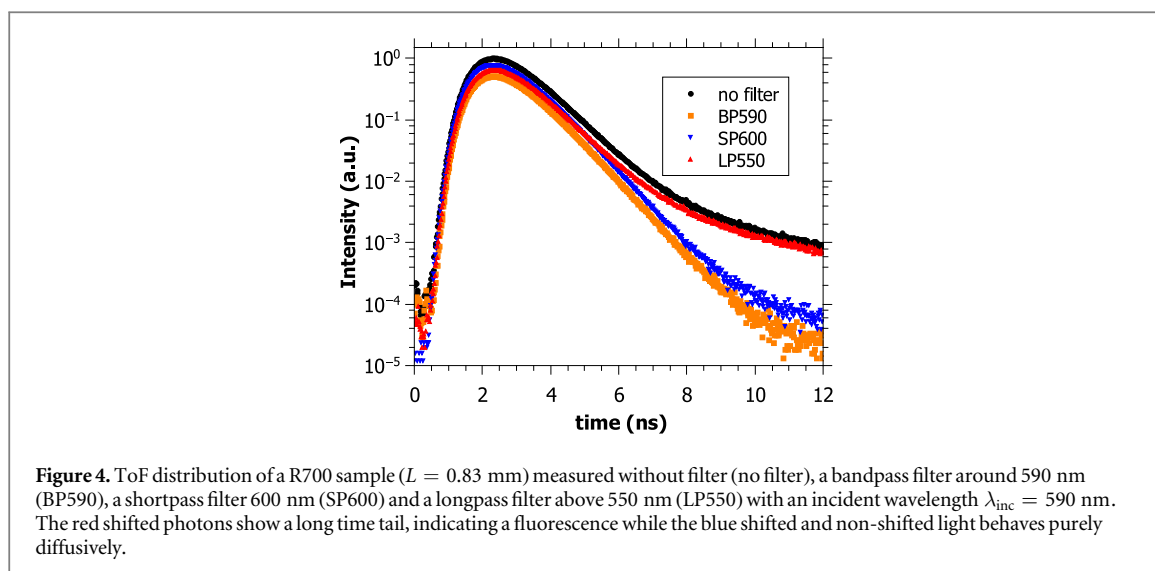 10⁰
10⁻¹
10⁻²
10⁻³
10⁻⁴
10⁻⁵
Intensity (a.u.)
no filter
BP590
SP600
LP550
0 2 4 6 8 10 12
time (ns)
Figure 4. ToF distribution of a R700 sample (L = 0.83 mm) measured without filter (no filter), a bandpass filter around 590 nm
(BP590), a shortpass filter 600 nm (SP600) and a longpass filter above 550 nm (LP550) with an incident wavelength λinc = 590 nm.
The red shifted photons show a long time tail, indicating a fluorescence while the blue shifted and non-shifted light behaves purely
diffusively.